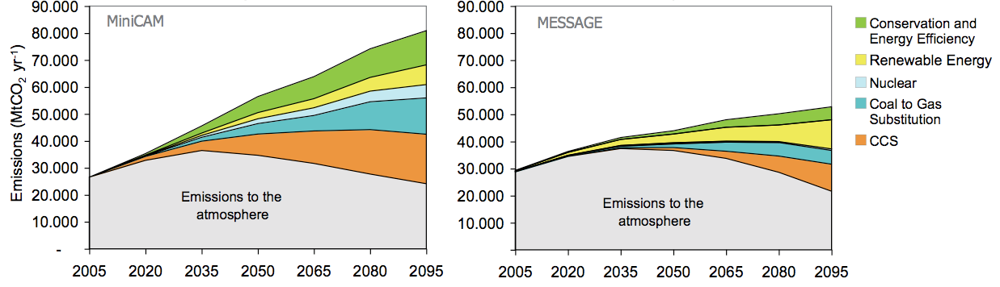 MiniCAM
90.000
80.000
70.000
60.000
50.000
40.000
30.000
20.000
10.000
-
Emissions (MtCO2 yr-1)
Emissions to the
atmosphere
2005 2020 2035 2050 2065 2080 2095
MESSAGE
90.000
80.000
70.000
60.000
50.000
40.000
30.000
20.000
10.000
Emissions to the
atmosphere
2005 2020 2035 2050 2065 2080 2095
Conservation and
Energy Efficiency
Renewable Energy
Nuclear
Coal to Gas
Substitution
CCS